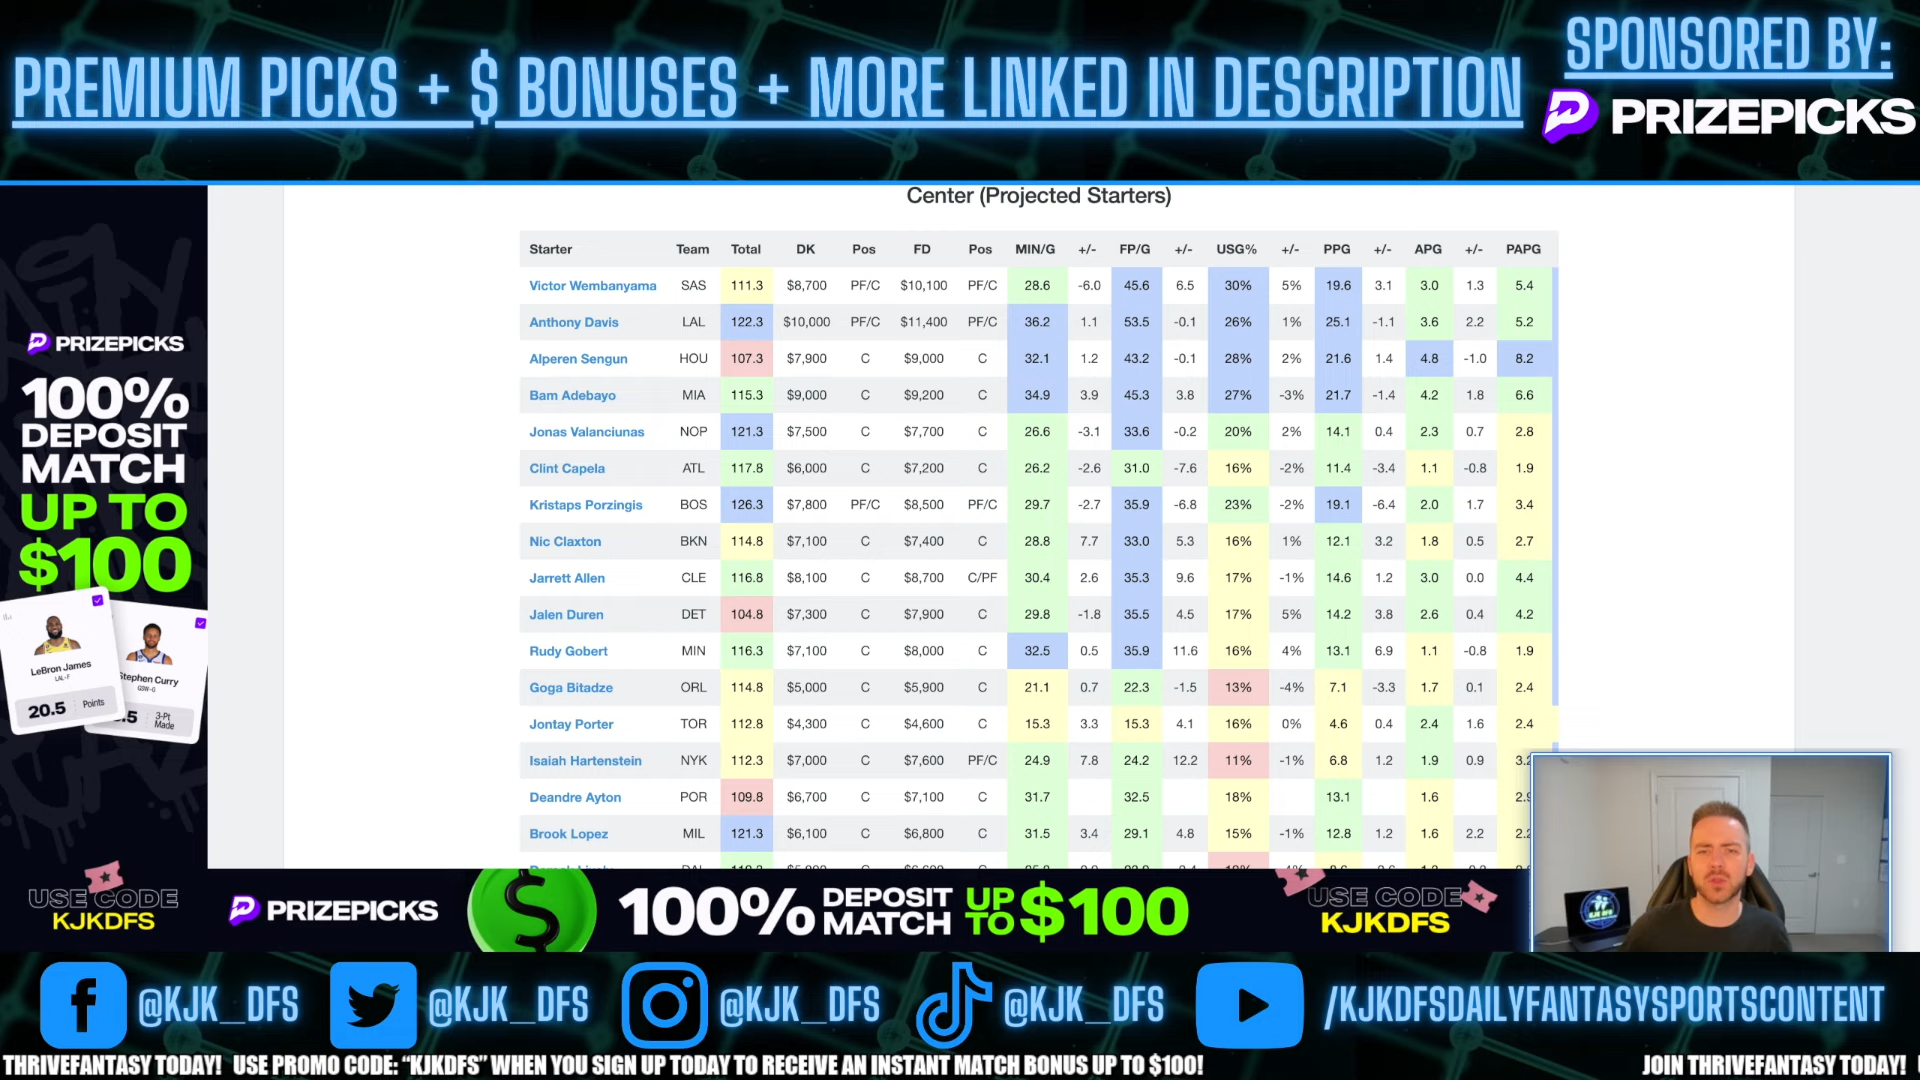 PREMIUM PICKS + $ BONUSES + MORE LINKED IN DESCRIPTION
SPONSORED BY:
PRIZEPICKS
Center (Projected Starters)
Starter Team Total DK Pos FD Pos MIN/G +/- FP/G +/- USG% +/- PPG +/- APG +/- PAPG
Victor Wembanyama SAS 111.3 $8,700 PF/C $10,100 PF/C 28.6 -6.0 45.6 6.5 30% 5% 19.6 3.1 3.0 1.3 5.4
Anthony Davis LAL 122.3 $10,000 PF/C $11,400 PF/C 36.2 1.1 53.5 -0.1 26% 1% 25.1 -1.1 3.6 2.2 5.2
Alperen Sengun HOU 107.3 $7,900 C $9,000 C 32.1 1.2 43.2 -0.1 28% 2% 21.6 1.4 4.8 -1.0 8.2
Bam Adebayo MIA 115.3 $9,000 C $9,200 C 34.9 3.9 45.3 3.8 27% -3% 21.7 -1.4 4.2 1.8 6.6
Jonas Valanciunas NOP 121.3 $7,500 C $7,700 C 26.6 -3.1 33.6 -0.2 20% 2% 14.1 0.4 2.3 0.7 2.8
Clint Capela ATL 117.8 $6,000 C $7,200 C 26.2 -2.6 31.0 -7.6 16% -2% 11.4 -3.4 1.1 -0.8 1.9
Kristaps Porzingis BOS 126.3 $7,800 PF/C $8,500 PF/C 29.7 -2.7 35.9 -6.8 23% -2% 19.1 -6.4 2.0 1.7 3.4
Nic Claxton BKN 114.8 $7,100 C $7,400 C 28.8 7.7 33.0 5.3 16% 1% 12.1 3.2 1.8 0.5 2.7
Jarrett Allen CLE 116.8 $8,100 C $8,700 C/PF 30.4 2.6 35.3 9.6 17% -1% 14.6 1.2 3.0 0.0 4.4
Jalen Duren DET 104.8 $7,300 C $7,900 C 29.8 -1.8 35.5 4.5 17% 5% 14.2 3.8 2.6 0.4 4.2
Rudy Gobert MIN 116.3 $7,100 C $8,000 C 32.5 0.5 35.9 11.6 16% 4% 13.1 6.9 1.1 -0.8 1.9
Goga Bitadze ORL 114.8 $5,000 C $5,900 C 21.1 0.7 22.3 -1.5 13% -4% 7.1 -3.3 1.7 0.1 2.4
Jontay Porter TOR 112.8 $4,300 C $4,600 C 15.3 3.3 15.3 4.1 16% 0% 4.6 0.4 2.4 1.6 2.4
Isaiah Hartenstein NYK 112.3 $7,000 C $7,600 PF/C 24.9 7.8 24.2 12.2 11% -1% 6.8 1.2 1.9 0.9 3.2
Deandre Ayton POR 109.8 $6,700 C $7,100 C 31.7 32.5 18% 13.1 1.6 2.9
Brook Lopez MIL 121.3 $6,100 C $6,800 C 31.5 3.4 29.1 4.8 15% -1% 12.8 1.2 1.6 2.2 2.2
PRIZEPICKS
100%
DEPOSIT
MATCH
UP TO
$100
LeBron James
LAL-F
20.5 Points
Stephen Curry
GSW-G
.5 3-Pt
Made
USE CODE
KJKDFS
PRIZEPICKS
100% DEPOSIT MATCH UP TO $100
USE CODE
KJKDFS
@KJK_DFS @KJK_DFS @KJK_DFS @KJK_DFS /KJKDFSDAILYFANTASYSPORTSCONTENT
THRIVEFANTASY TODAY! USE PROMO CODE: "KJKDFS" WHEN YOU SIGN UP TODAY TO RECEIVE AN INSTANT MATCH BONUS UP TO $100! JOIN THRIVEFANTASY TODAY!